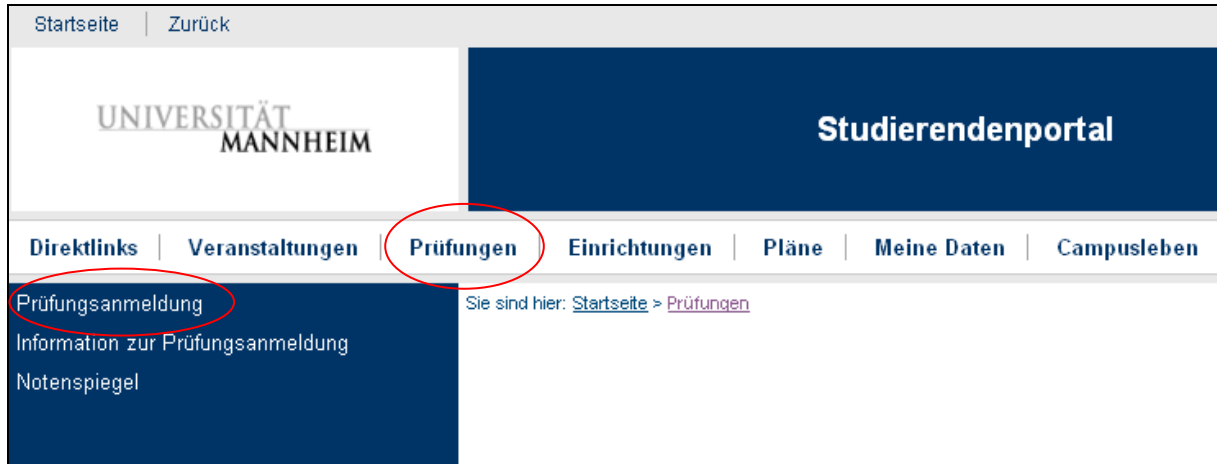 Startseite | Zurück
UNIVERSITÄT
MANNHEIM
Studierendenportal
Direktlinks | Veranstaltungen | Prüfungen | Einrichtungen | Pläne | Meine Daten | Campusleben
Prüfungsanmeldung
Sie sind hier: Startseite > Prüfungen
Information zur Prüfungsanmeldung
Notenspiegel